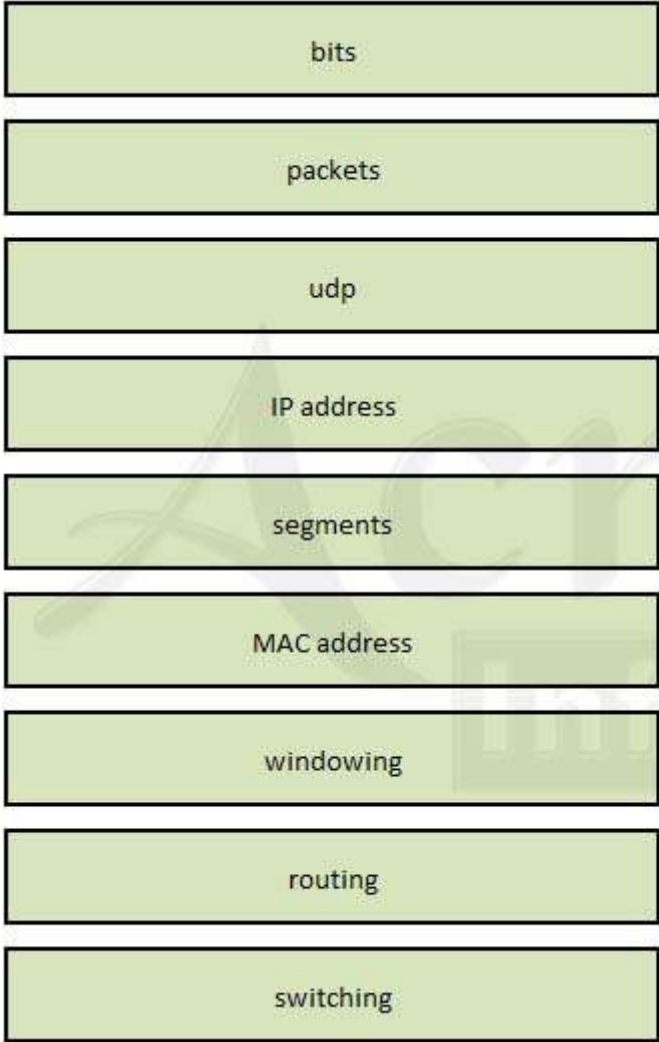 bits
packets
udp
IP address
segments
MAC address
windowing
routing
switching